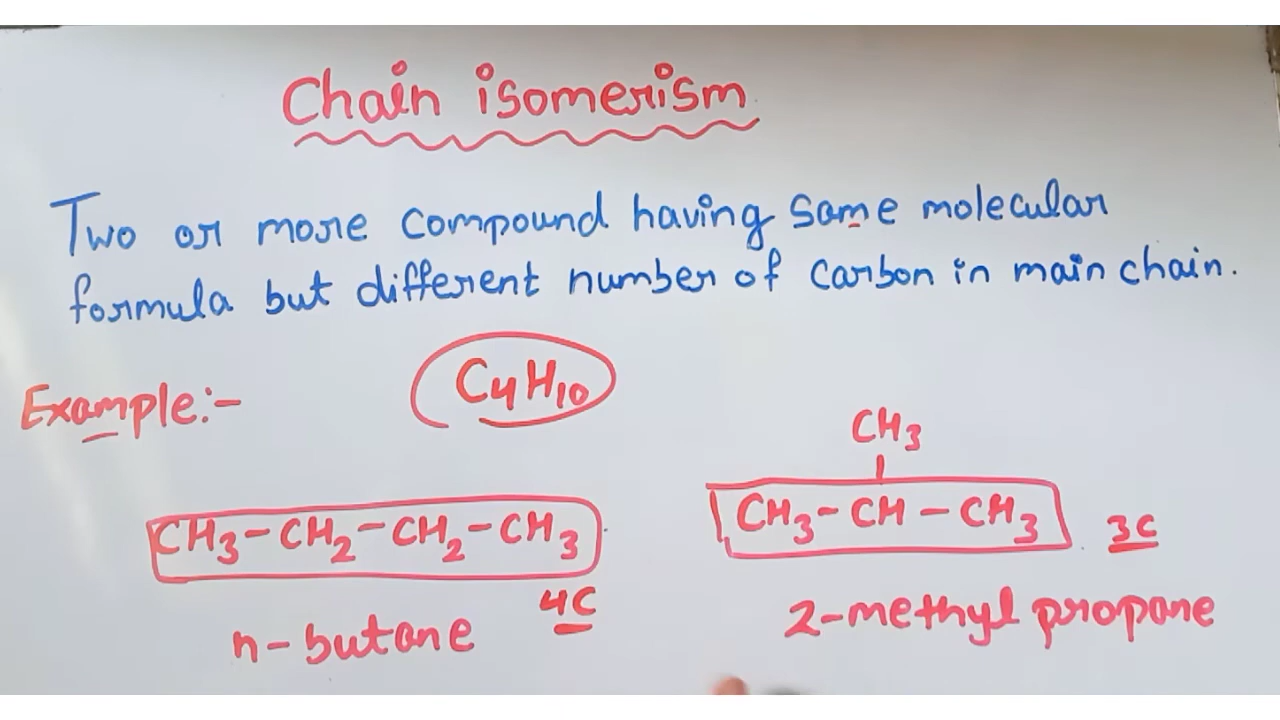 Chain isomerism
Two or more compound having same molecular
formula but different number of carbon in main chain.
Example:-
C4H10
CH3
CH3-CH2-CH2-CH3
CH3-CH-CH3
3C
4C
n-butane
2-methyl propane